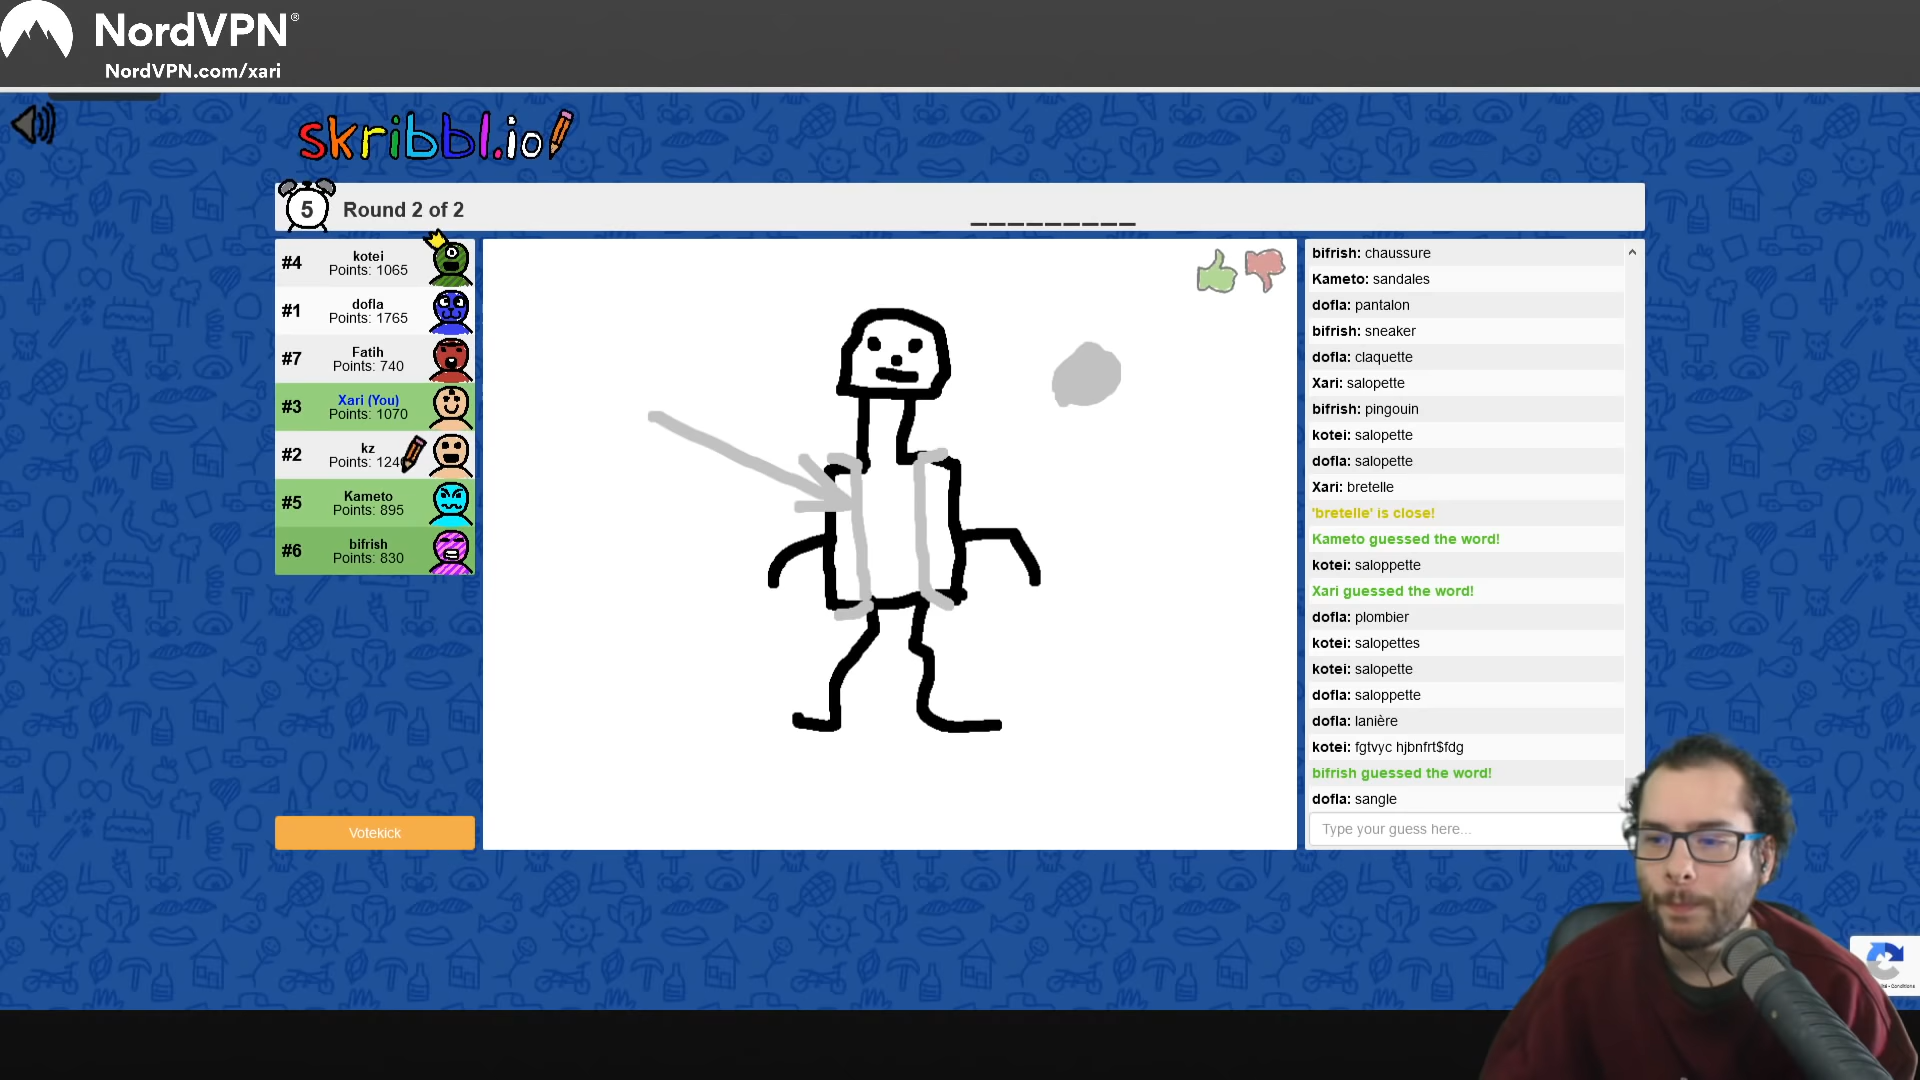 NordVPN®
NordVPN.com/xari
skribbl.io
5
Round 2 of 2
_________
#4
kotei
Points: 1065
#1
dofla
Points: 1765
#7
Fatih
Points: 740
#3
Xari (You)
Points: 1070
#2
kz
Points: 124
#5
Kameto
Points: 895
#6
bifrish
Points: 830
Votekick
bifrish: chaussure
Kameto: sandales
dofla: pantalon
bifrish: sneaker
dofla: claquette
Xari: salopette
bifrish: pingouin
kotei: salopette
dofla: salopette
Xari: bretelle
'bretelle' is close!
Kameto guessed the word!
kotei: saloppette
Xari guessed the word!
dofla: plombier
kotei: salopettes
kotei: salopette
dofla: saloppette
dofla: lanière
kotei: fgtvyc hjbnfrt$fdg
bifrish guessed the word!
dofla: sangle
Type your guess here...